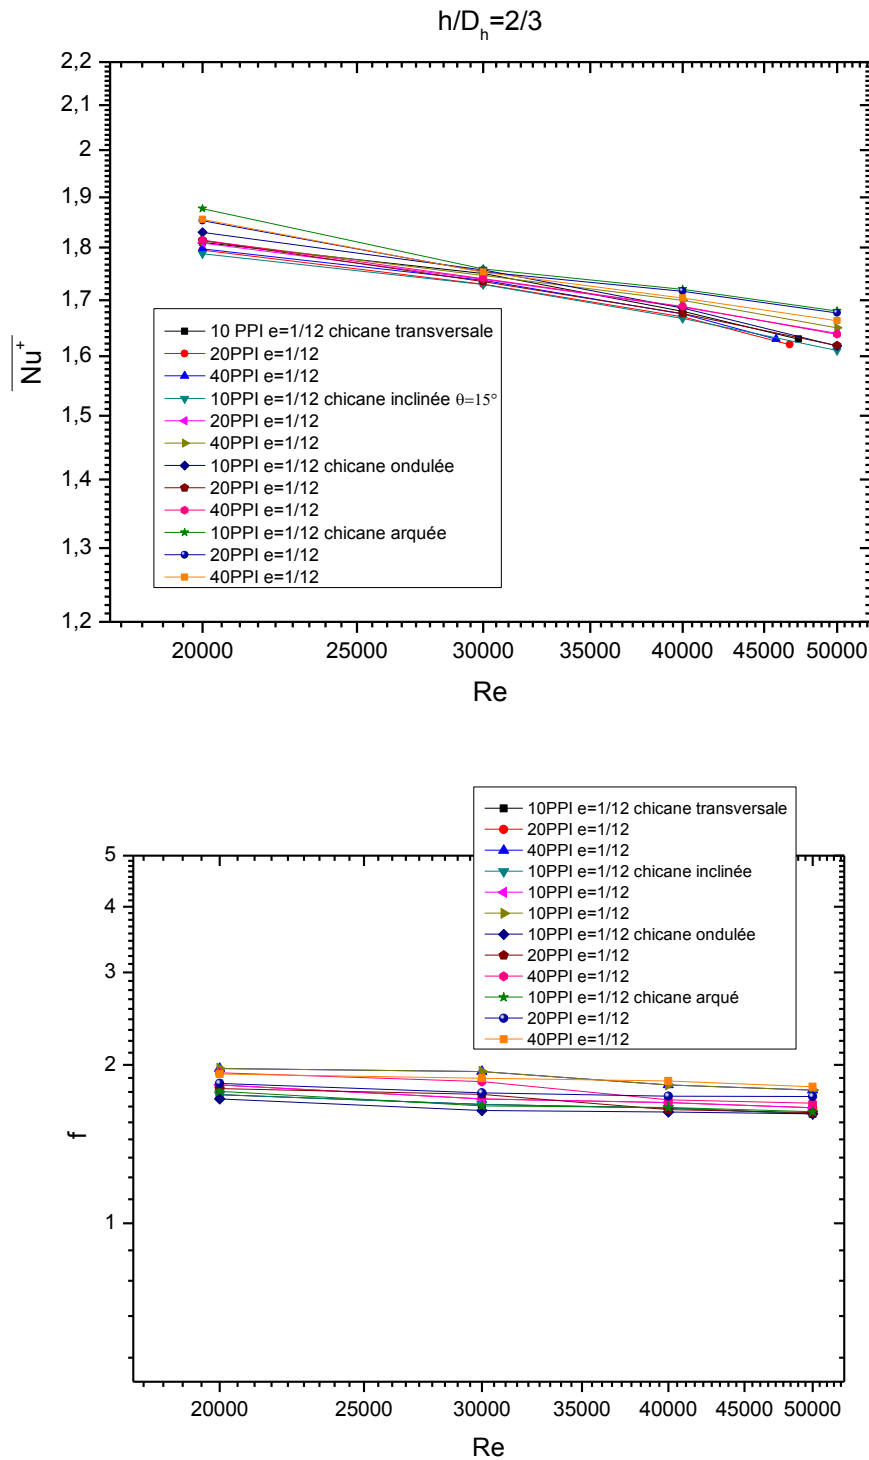 h/Dh=2/3
2,2
2,1
2
1,9
1,8
1,7
1,6
1,5
1,4
1,3
1,2
Nu+
10 PPI e=1/12 chicane transversale
20PPI e=1/12
40PPI e=1/12
10PPI e=1/12 chicane inclinée θ=15°
20PPI e=1/12
40PPI e=1/12
10PPI e=1/12 chicane ondulée
20PPI e=1/12
40PPI e=1/12
10PPI e=1/12 chicane arquée
20PPI e=1/12
40PPI e=1/12
20000 25000 30000 35000 40000 45000 50000
Re
10PPI e=1/12 chicane transversale
20PPI e=1/12
40PPI e=1/12
10PPI e=1/12 chicane inclinée
10PPI e=1/12
10PPI e=1/12
10PPI e=1/12 chicane ondulée
20PPI e=1/12
40PPI e=1/12
10PPI e=1/12 chicane arqué
20PPI e=1/12
40PPI e=1/12
5
4
3
2
1
f
20000 25000 30000 35000 40000 45000 50000
Re